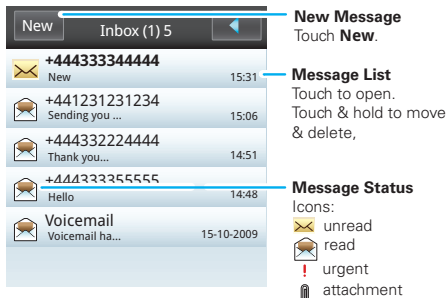 New
Inbox (1) 5
+444333344444
New
15:31
+441231231234
Sending you ...
15:06
+444332224444
Thank you...
14:51
+444333355555
Hello
14:48
Voicemail
Voicemail ha...
15-10-2009
New Message
Touch New.
Message List
Touch to open.
Touch & hold to move
& delete,
Message Status
Icons:
unread
read
urgent
attachment